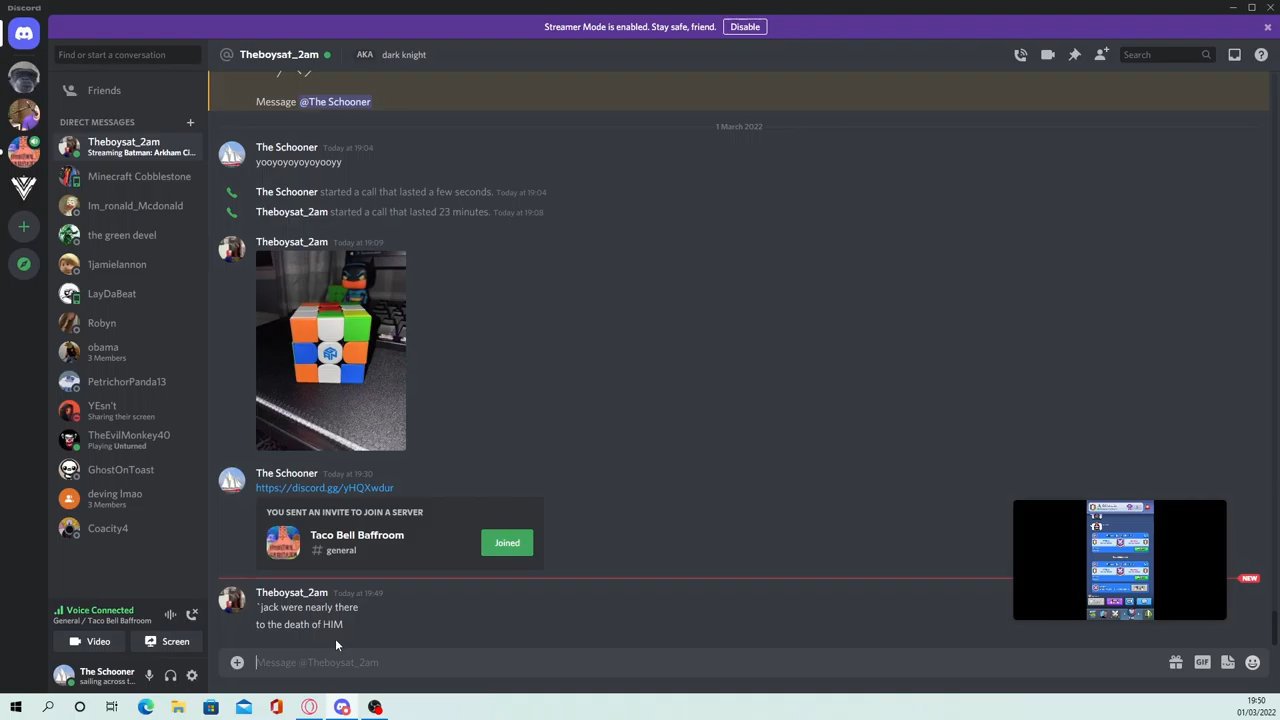 Discord
Streamer Mode is enabled. Stay safe, friend.
Disable
Find or start a conversation
Theboysat_2am
AKA
dark knight
Search
Friends
DIRECT MESSAGES
Theboysat_2am
Streaming Batman: Arkham Ci...
Minecraft Cobblestone
Im_ronald_Mcdonald
the green devel
1jamielannon
LayDaBeat
Robyn
obama
3 Members
PetrichorPanda13
YEsn't
Sharing their screen
TheEvilMonkey40
Playing Unturned
GhostOnToast
deving lmao
3 Members
Coacity4
Voice Connected
General / Taco Bell Baffroom
Video
Screen
The Schooner
sailing across t...
Message @The Schooner
1 March 2022
The Schooner Today at 19:04
yooyoyoyoyoyooyy
The Schooner started a call that lasted a few seconds. Today at 19:04
Theboysat_2am started a call that lasted 23 minutes. Today at 19:08
Theboysat_2am Today at 19:09
The Schooner Today at 19:30
https://discord.gg/yHQXwdur
YOU SENT AN INVITE TO JOIN A SERVER
Taco Bell Baffroom
# general
Joined
NEW
Theboysat_2am Today at 19:49
`jack were nearly there
to the death of HIM
Message @Theboysat_2am
GIF
19:50
01/03/2022